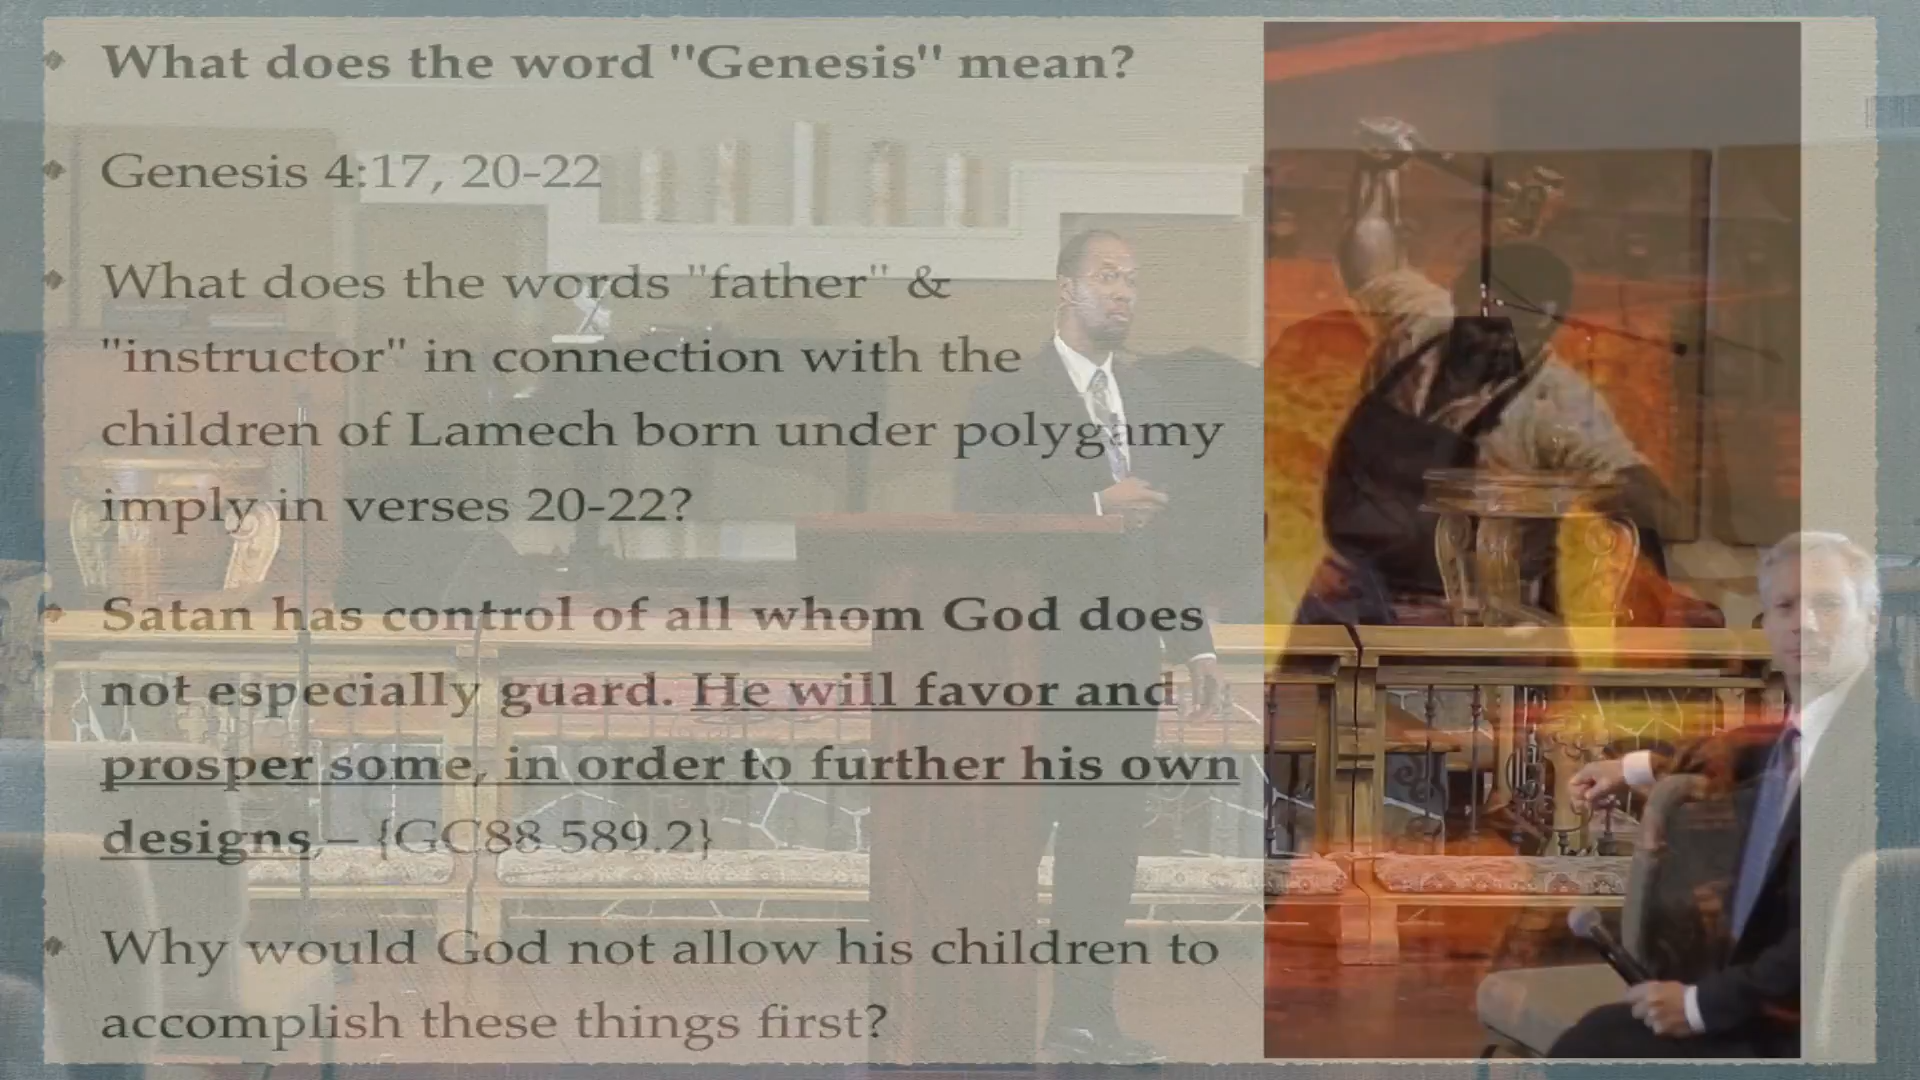 What does the word "Genesis" mean?
Genesis 4:17, 20-22
What does the words "father" &
"instructor" in connection with the
children of Lamech born under polygamy
imply in verses 20-22?
Satan has control of all whom God does
not especially guard. He will favor and
prosper some, in order to further his own
designs,– {GC88 589.2}
Why would God not allow his children to
accomplish these things first?